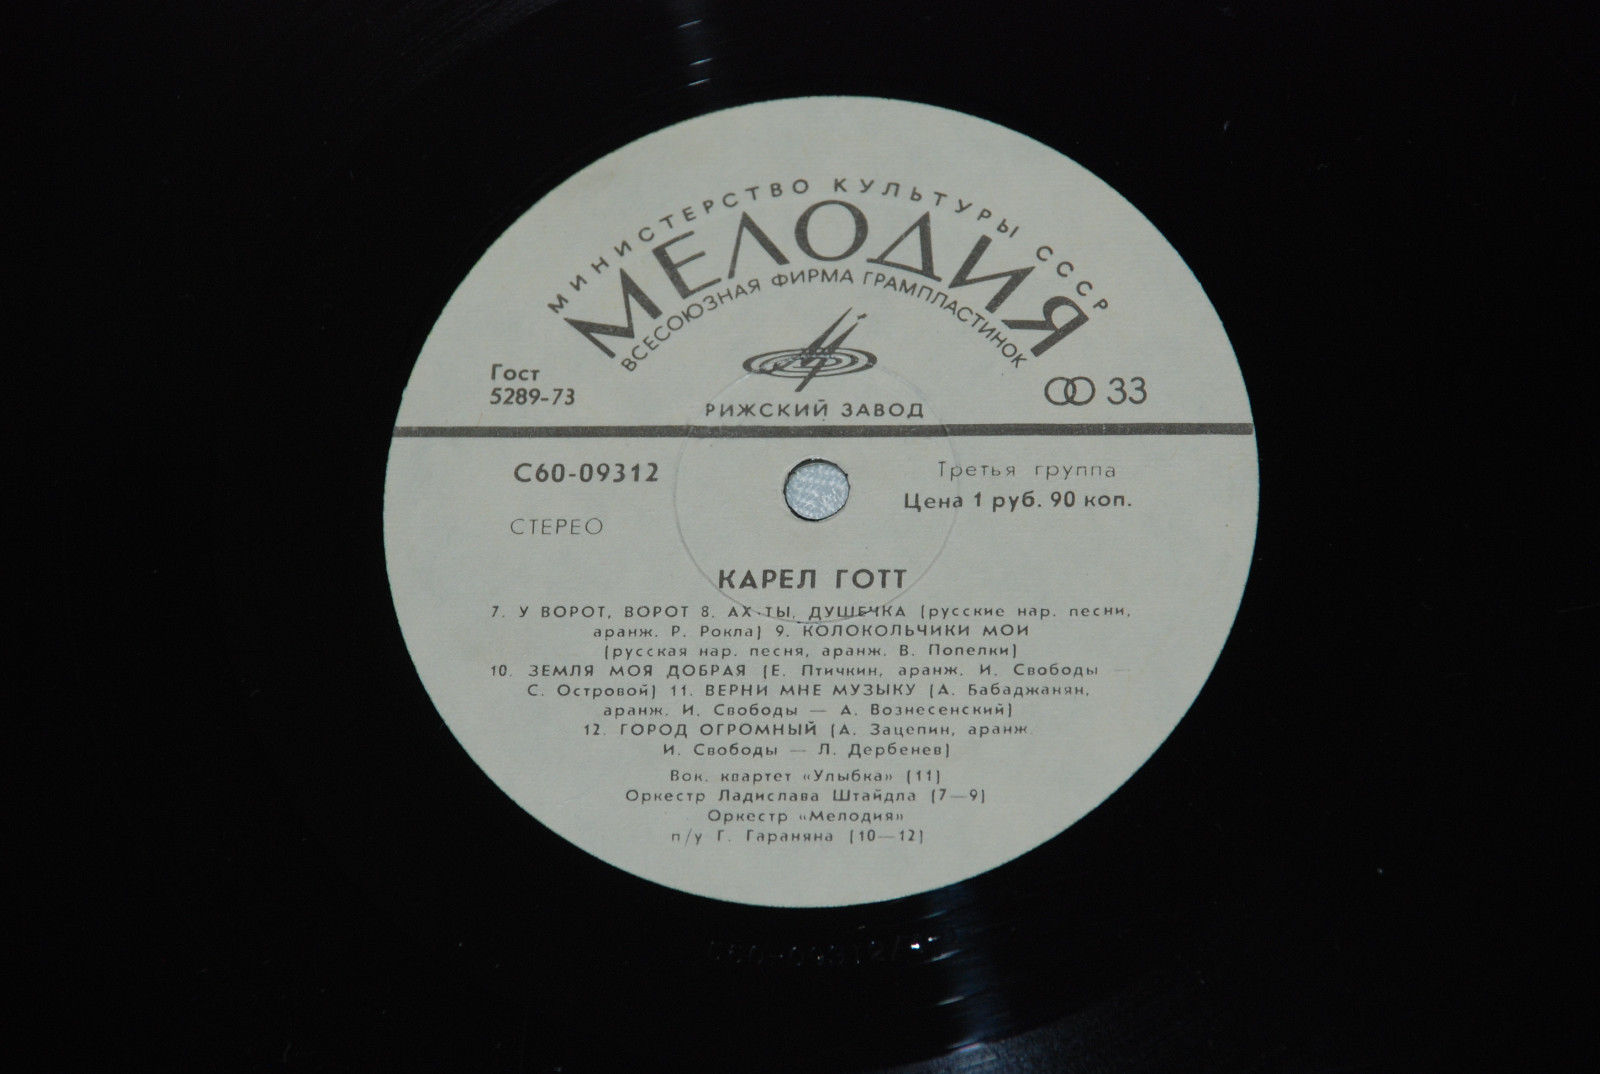 МИНИСТЕРСТВО КУЛЬТУРЫ СССР
МЕЛОДИЯ
ВСЕСОЮЗНАЯ ФИРМА ГРАМПЛАСТИНОК
Гост
5289-73
33
РИЖСКИЙ ЗАВОД
С60-09312
Третья группа
Цена 1 руб. 90 коп.
СТЕРЕО
КАРЕЛ ГОТТ
7. У ВОРОТ, ВОРОТ 8. АХ ТЫ, ДУШЕЧКА (русские нар. песни,
аранж. Р. Рокла) 9. КОЛОКОЛЬЧИКИ МОИ
(русская нар. песня, аранж. В. Попелки)
10. ЗЕМЛЯ МОЯ ДОБРАЯ (Е. Птичкин, аранж. И. Свободы —
С. Островой) 11. ВЕРНИ МНЕ МУЗЫКУ (А. Бабаджанян,
аранж. И. Свободы — А. Вознесенский)
12. ГОРОД ОГРОМНЫЙ (А. Зацепин, аранж.
И. Свободы — Л. Дербенев)
Вок. квартет «Улыбка» (11)
Оркестр Ладислава Штайдла (7—9)
Оркестр «Мелодия»
п/у Г. Гараняна (10—12)